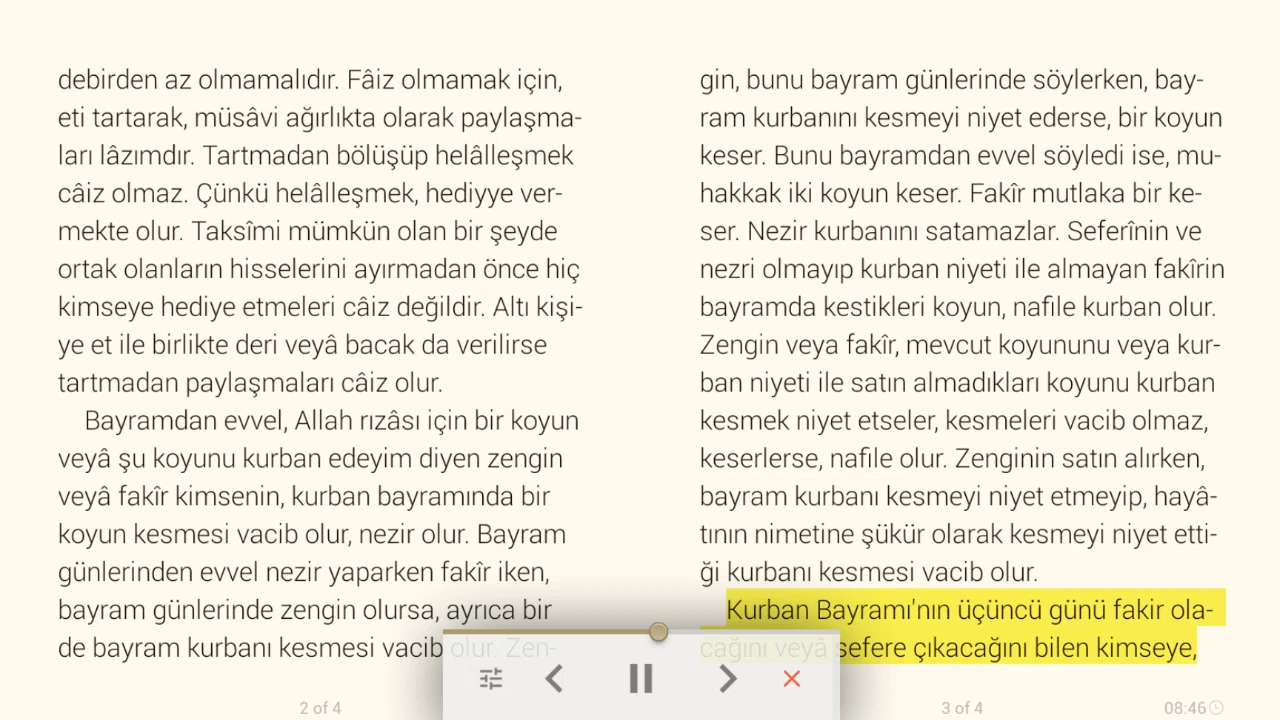 debirden az olmamalıdır. Fâiz olmamak için,
eti tartarak, müsâvi ağırlıkta olarak paylaşma-
ları lâzımdır. Tartmadan bölüşüp helâlleşmek
câiz olmaz. Çünkü helâlleşmek, hediyye ver-
mekte olur. Taksîmi mümkün olan bir şeyde
ortak olanların hisselerini ayırmadan önce hiç
kimseye hediye etmeleri câiz değildir. Altı kişi-
ye et ile birlikte deri veyâ bacak da verilirse
tartmadan paylaşmaları câiz olur.
Bayramdan evvel, Allah rızâsı için bir koyun
veyâ şu koyunu kurban edeyim diyen zengin
veyâ fakîr kimsenin, kurban bayramında bir
koyun kesmesi vacib olur, nezir olur. Bayram
günlerinden evvel nezir yaparken fakîr iken,
bayram günlerinde zengin olursa, ayrıca bir
de bayram kurbanı kesmesi vacib olur. Zen-
2 of 4
gin, bunu bayram günlerinde söylerken, bay-
ram kurbanını kesmeyi niyet ederse, bir koyun
keser. Bunu bayramdan evvel söyledi ise, mu-
hakkak iki koyun keser. Fakîr mutlaka bir ke-
ser. Nezir kurbanını satamazlar. Seferînin ve
nezri olmayıp kurban niyeti ile almayan fakîrin
bayramda kestikleri koyun, nafile kurban olur.
Zengin veya fakîr, mevcut koyununu veya kur-
ban niyeti ile satın almadıkları koyunu kurban
kesmek niyet etseler, kesmeleri vacib olmaz,
keserlerse, nafile olur. Zenginin satın alırken,
bayram kurbanı kesmeyi niyet etmeyip, hayâ-
tının nimetine şükür olarak kesmeyi niyet etti-
ği kurbanı kesmesi vacib olur.
Kurban Bayramı'nın üçüncü günü fakir ola-
cağını veyâ sefere çıkacağını bilen kimseye,
3 of 4
08:46